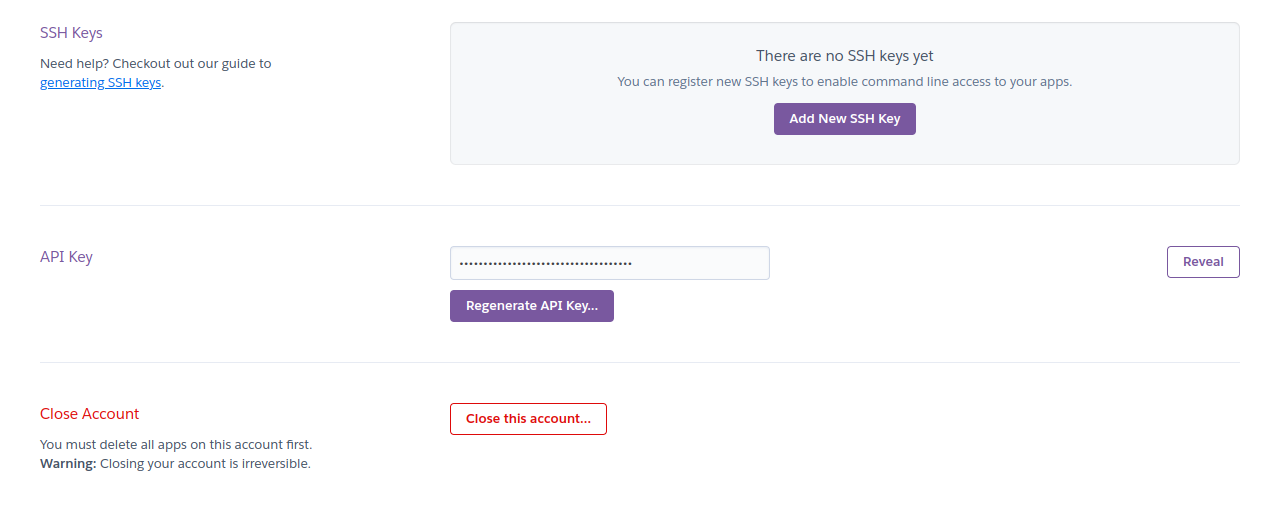 SSH Keys
Need help? Checkout out our guide to
generating SSH keys.
There are no SSH keys yet
You can register new SSH keys to enable command line access to your apps.
Add New SSH Key
API Key
••••••••••••••••••••••••••••••••••••
Reveal
Regenerate API Key...
Close Account
You must delete all apps on this account first.
Warning: Closing your account is irreversible.
Close this account...